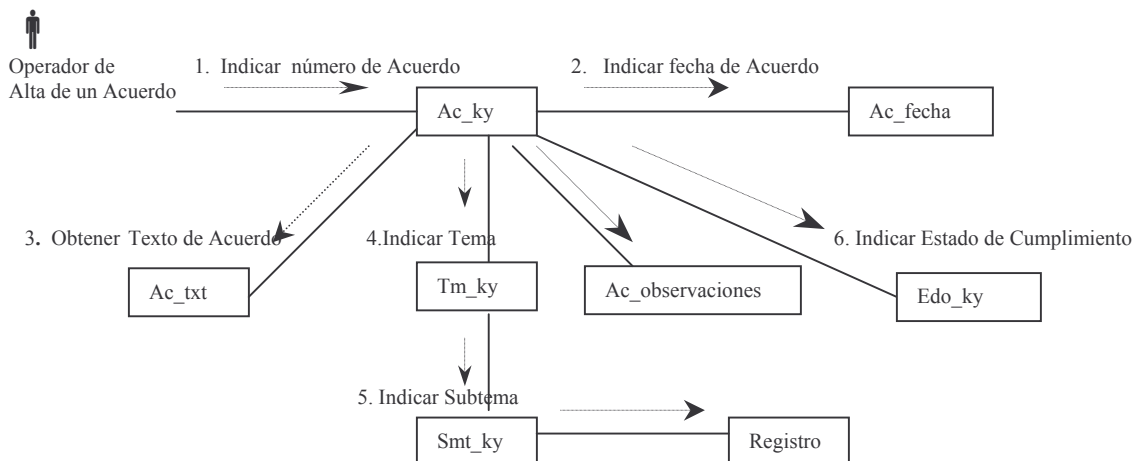 Operador de
Alta de un Acuerdo
1. Indicar número de Acuerdo
2. Indicar fecha de Acuerdo
Ac_ky
Ac_fecha
3. Obtener Texto de Acuerdo
4.Indicar Tema
6. Indicar Estado de Cumplimiento
Ac_txt
Tm_ky
Ac_observaciones
Edo_ky
5. Indicar Subtema
Smt_ky
Registro